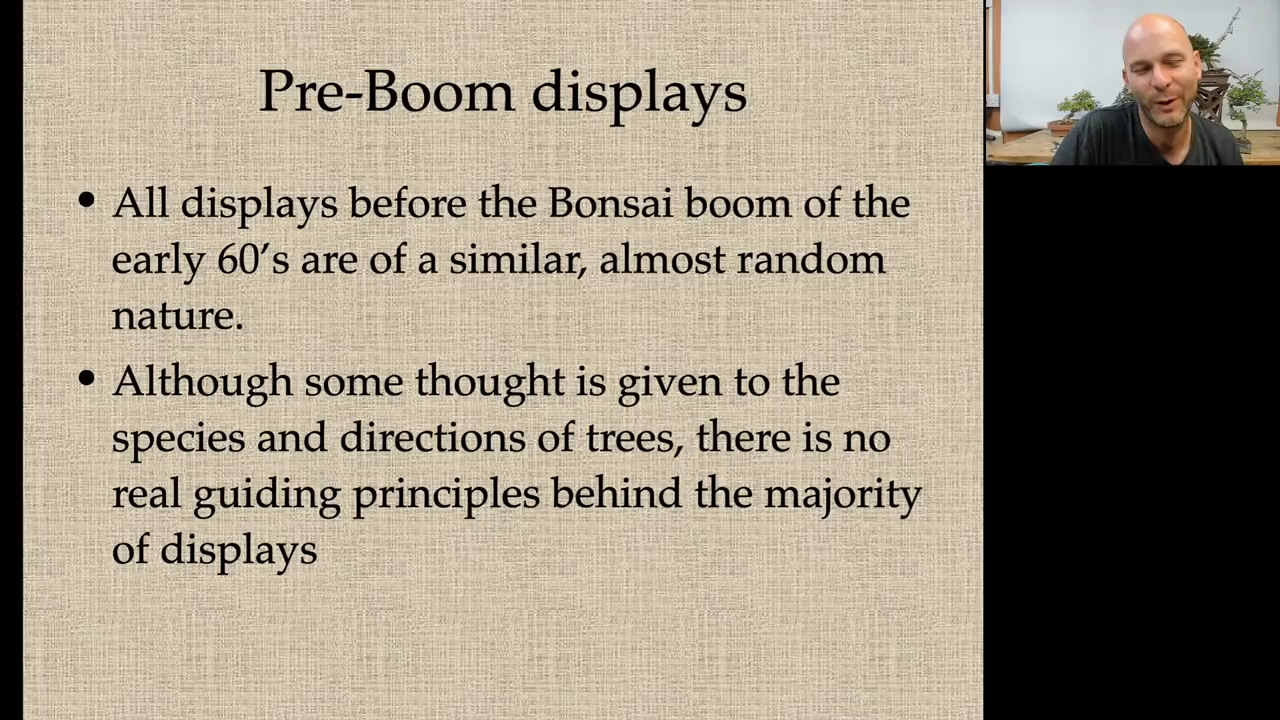 Pre-Boom displays
• All displays before the Bonsai boom of the
early 60’s are of a similar, almost random
nature.
• Although some thought is given to the
species and directions of trees, there is no
real guiding principles behind the majority
of displays